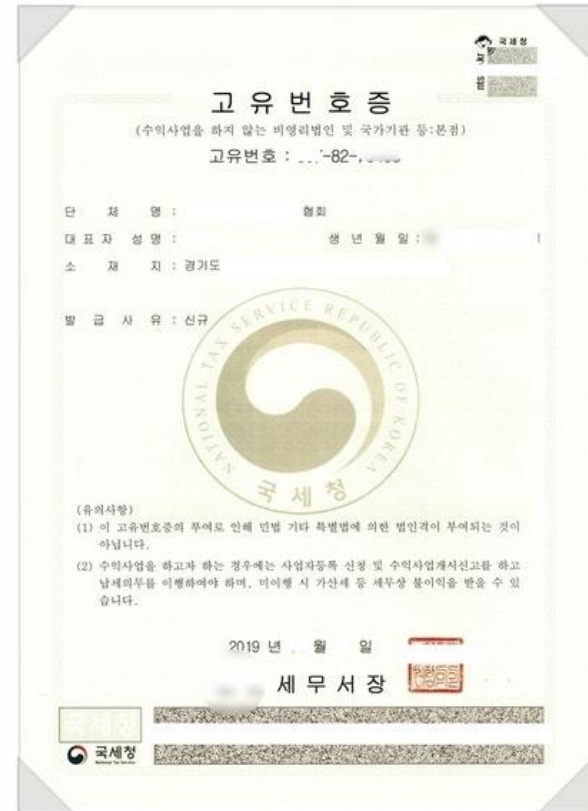 국세청
고유번호증
(수익사업을 하지 않는 비영리법인 및 국가기관 등:본점)
고유번호 : -82-
단 체 명 : 협회
대 표 자 성 명 : 생 년 월 일 :
소 재 지 : 경기도
발 급 사 유 : 신규
NATIONAL TAX SERVICE REPUBLIC OF KOREA
국세청
(유의사항)
(1) 이 고유번호증의 부여로 인해 민법 기타 특별법에 의한 법인격이 부여되는 것이
아닙니다.
(2) 수익사업을 하고자 하는 경우에는 사업자등록 신청 및 수익사업개시신고를 하고
납세의무를 이행하여야 하며, 미이행 시 가산세 등 세무상 불이익을 받을 수 있
습니다.
2019 년 월 일
세 무 서 장
국세청
국세청
National Tax Service